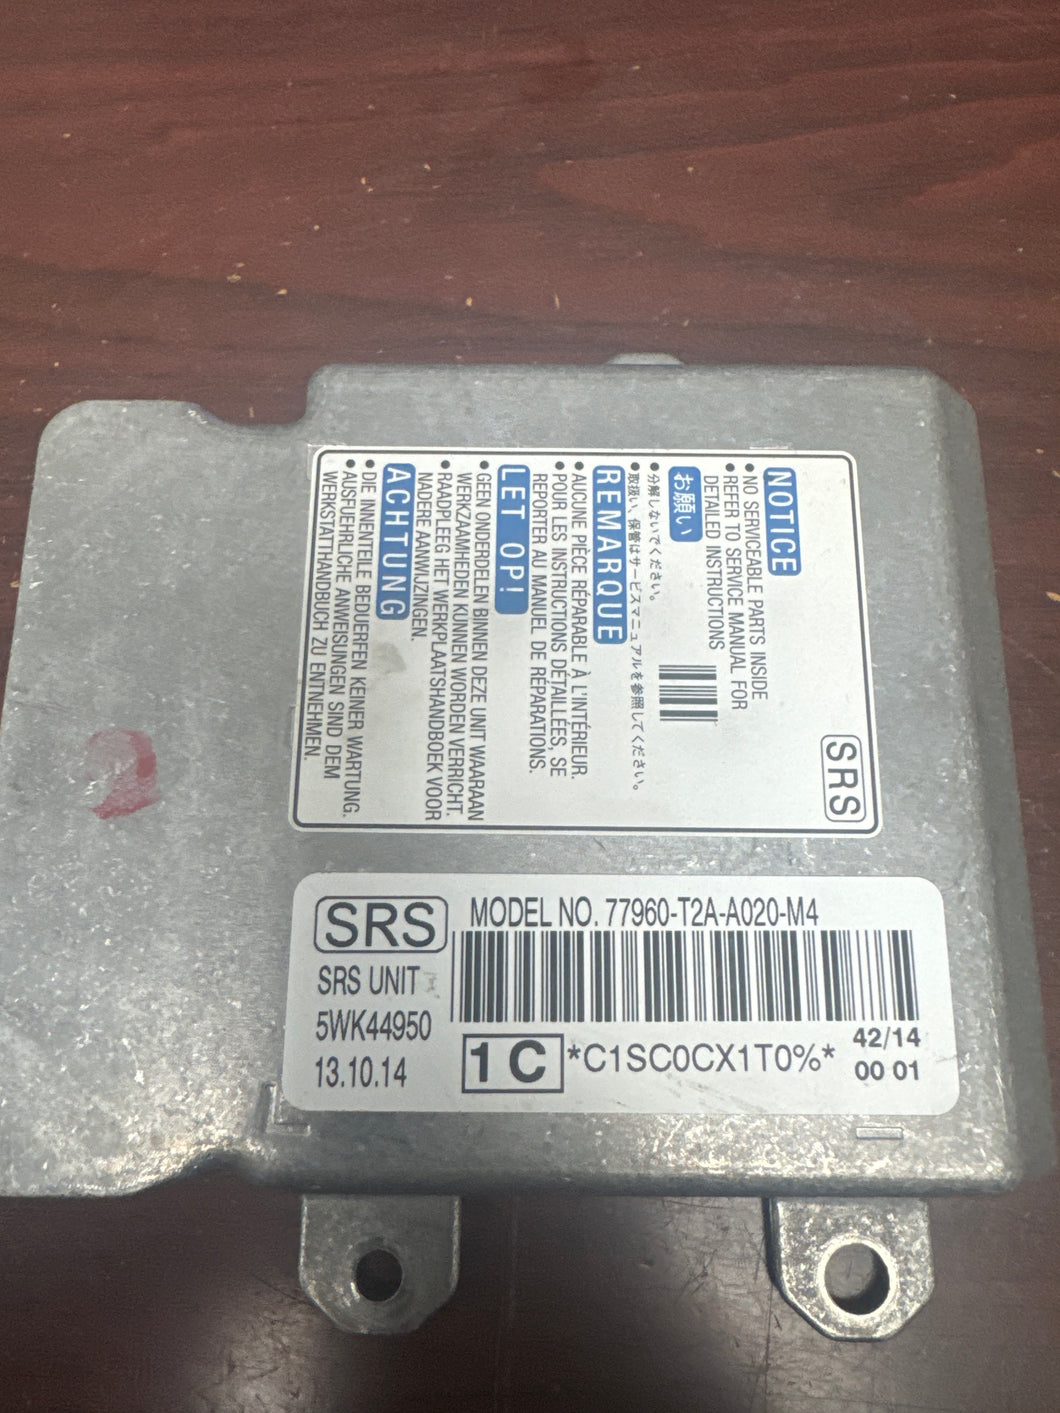 SRS
NOTICE
• NO SERVICEABLE PARTS INSIDE
• REFER TO SERVICE MANUAL FOR
DETAILED INSTRUCTIONS
お願い
• 分解しないでください。
• 取扱い、保管はサービスマニュアルを参照してください。
REMARQUE
• AUCUNE PIÈCE RÉPARABLE À L'INTÉRIEUR.
• POUR LES INSTRUCTIONS DÉTAILLÉES, SE
REPORTER AU MANUEL DE RÉPARATIONS.
LET OP!
• GEEN ONDERDELEN BINNEN DEZE UNIT WAARAAN
WERKZAAMHEDEN KUNNEN WORDEN VERRICHT.
• RAADPLEEG HET WERKPLAATSHANDBOEK VOOR
NADERE AANWIJZINGEN.
ACHTUNG
• DIE INNENTEILE BEDUERFEN KEINER WARTUNG.
• AUSFUEHRLICHE ANWEISUNGEN SIND DEM
WERKSTATTHANDBUCH ZU ENTNEHMEN.
SRS MODEL NO. 77960-T2A-A020-M4
SRS UNIT
5WK44950
13.10.14
1C *C1SC0CX1T0%*
42/14
00 01